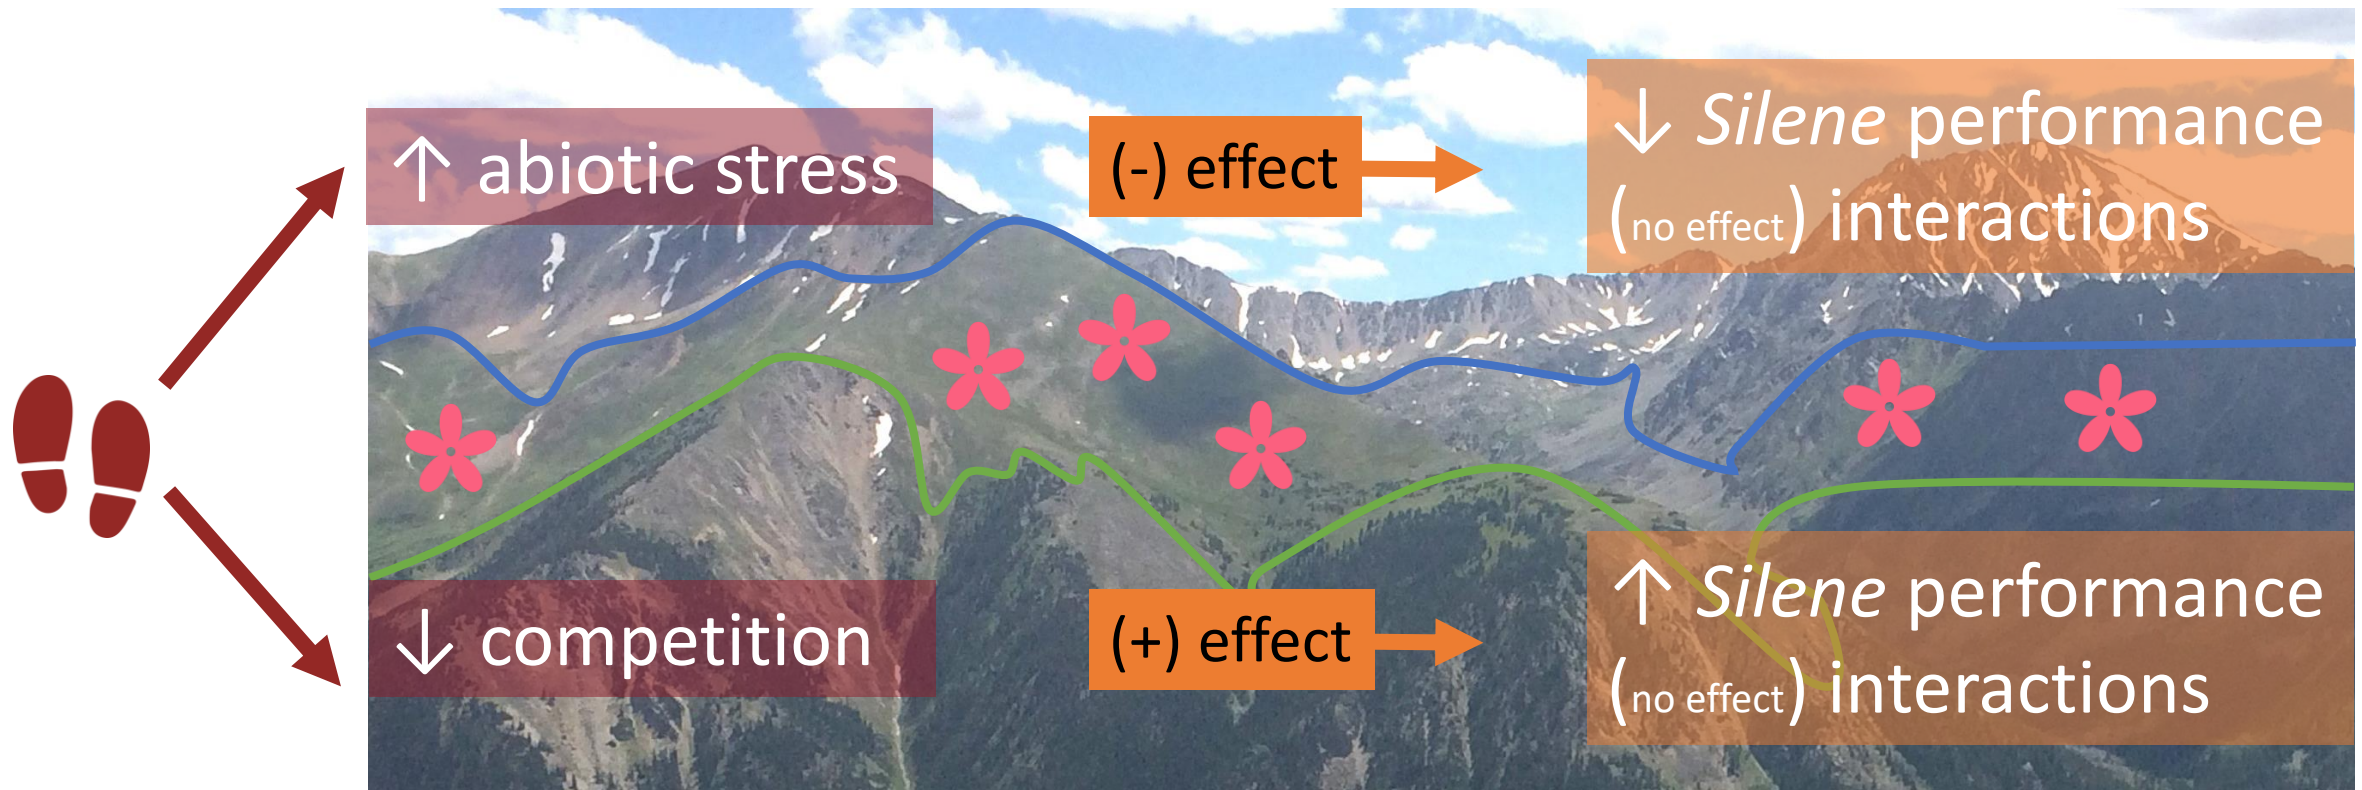 ↑ abiotic stress
(-) effect
↓ Silene performance
(no effect) interactions
↓ competition
(+) effect
↑ Silene performance
(no effect) interactions